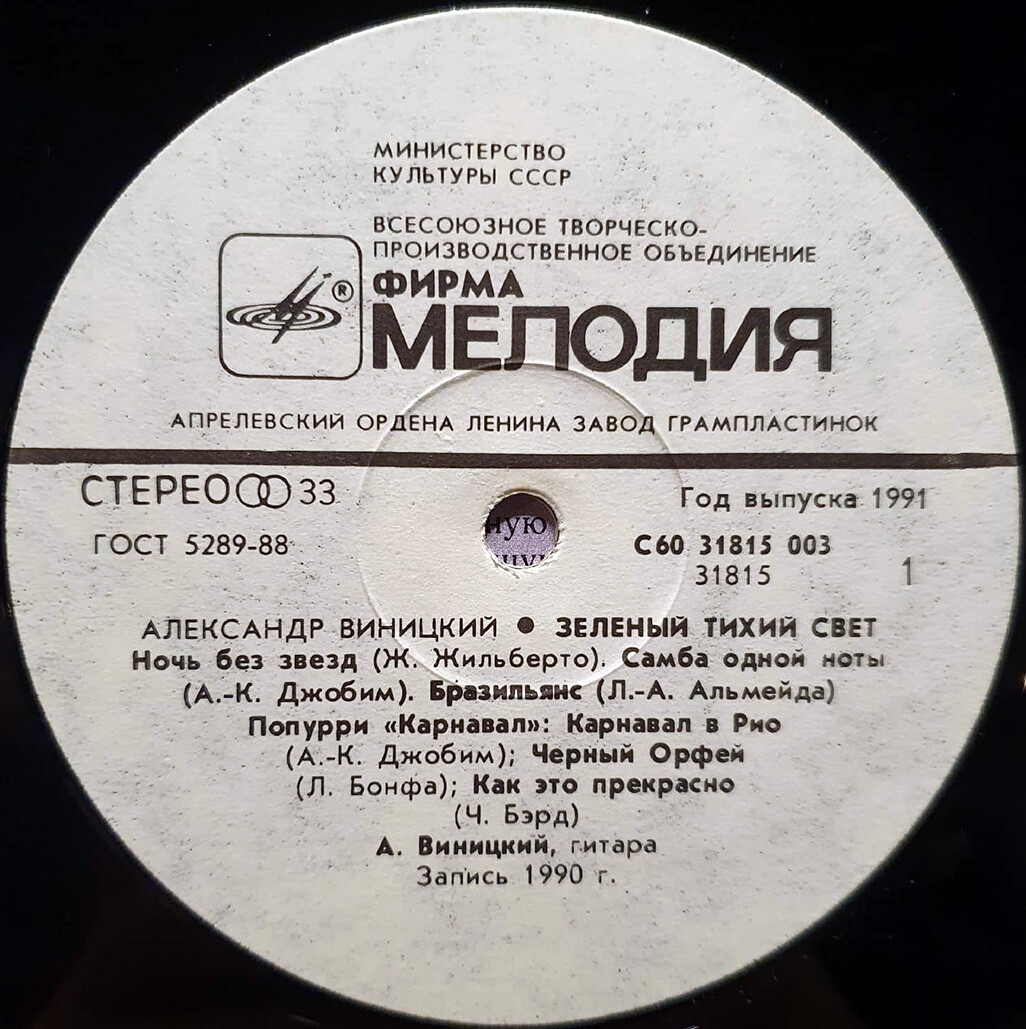 МИНИСТЕРСТВО
КУЛЬТУРЫ СССР
ВСЕСОЮЗНОЕ ТВОРЧЕСКО-
ПРОИЗВОДСТВЕННОЕ ОБЪЕДИНЕНИЕ
ФИРМА
®
МЕЛОДИЯ
АПРЕЛЕВСКИЙ ОРДЕНА ЛЕНИНА ЗАВОД ГРАМПЛАСТИНОК
СТЕРЕО 33
Год выпуска 1991
ГОСТ 5289-88
С60 31815 003
31815
1
АЛЕКСАНДР ВИНИЦКИЙ ● ЗЕЛЕНЫЙ ТИХИЙ СВЕТ
Ночь без звезд (Ж. Жильберто). Самба одной ноты
(А.-К. Джобим). Бразильянс (Л.-А. Альмейда)
Попурри «Карнавал»: Карнавал в Рио
(А.-К. Джобим); Черный Орфей
(Л. Бонфа); Как это прекрасно
(Ч. Бэрд)
А. Виницкий, гитара
Запись 1990 г.